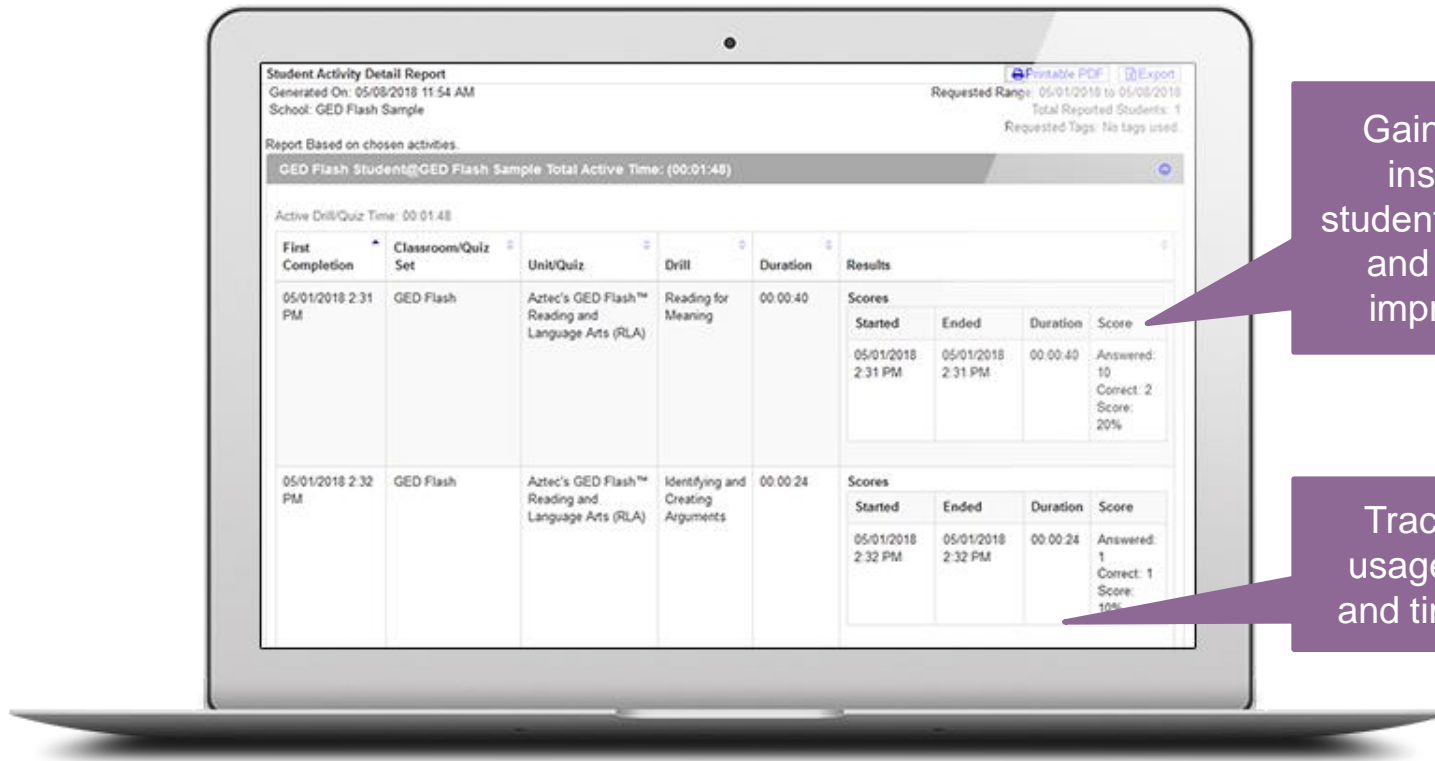 Student Activity Detail Report
Printable PDF Export
Generated On: 05/08/2018 11:54 AM
Requested Range: 05/01/2018 to 05/08/2018
School: GED Flash Sample
Total Reported Students: 1
Requested Tags: No tags used.
Report Based on chosen activities.
GED Flash Student@GED Flash Sample Total Active Time: (00:01:48)
Active Drill/Quiz Time: 00:01:48
First Completion Classroom/Quiz Set Unit/Quiz Drill Duration Results
05/01/2018 2:31 PM GED Flash Aztec's GED Flash™ Reading and Language Arts (RLA) Reading for Meaning 00:00:40
Scores
Started Ended Duration Score
05/01/2018 2:31 PM 05/01/2018 2:31 PM 00:00:40 Answered: 10 Correct: 2 Score: 20%
05/01/2018 2:32 PM GED Flash Aztec's GED Flash™ Reading and Language Arts (RLA) Identifying and Creating Arguments 00:00:24
Scores
Started Ended Duration Score
05/01/2018 2:32 PM 05/01/2018 2:32 PM 00:00:24 Answered: 1 Correct: 1 Score: 10%
Gain
ins
student
and
impr
Trac
usage
and tir